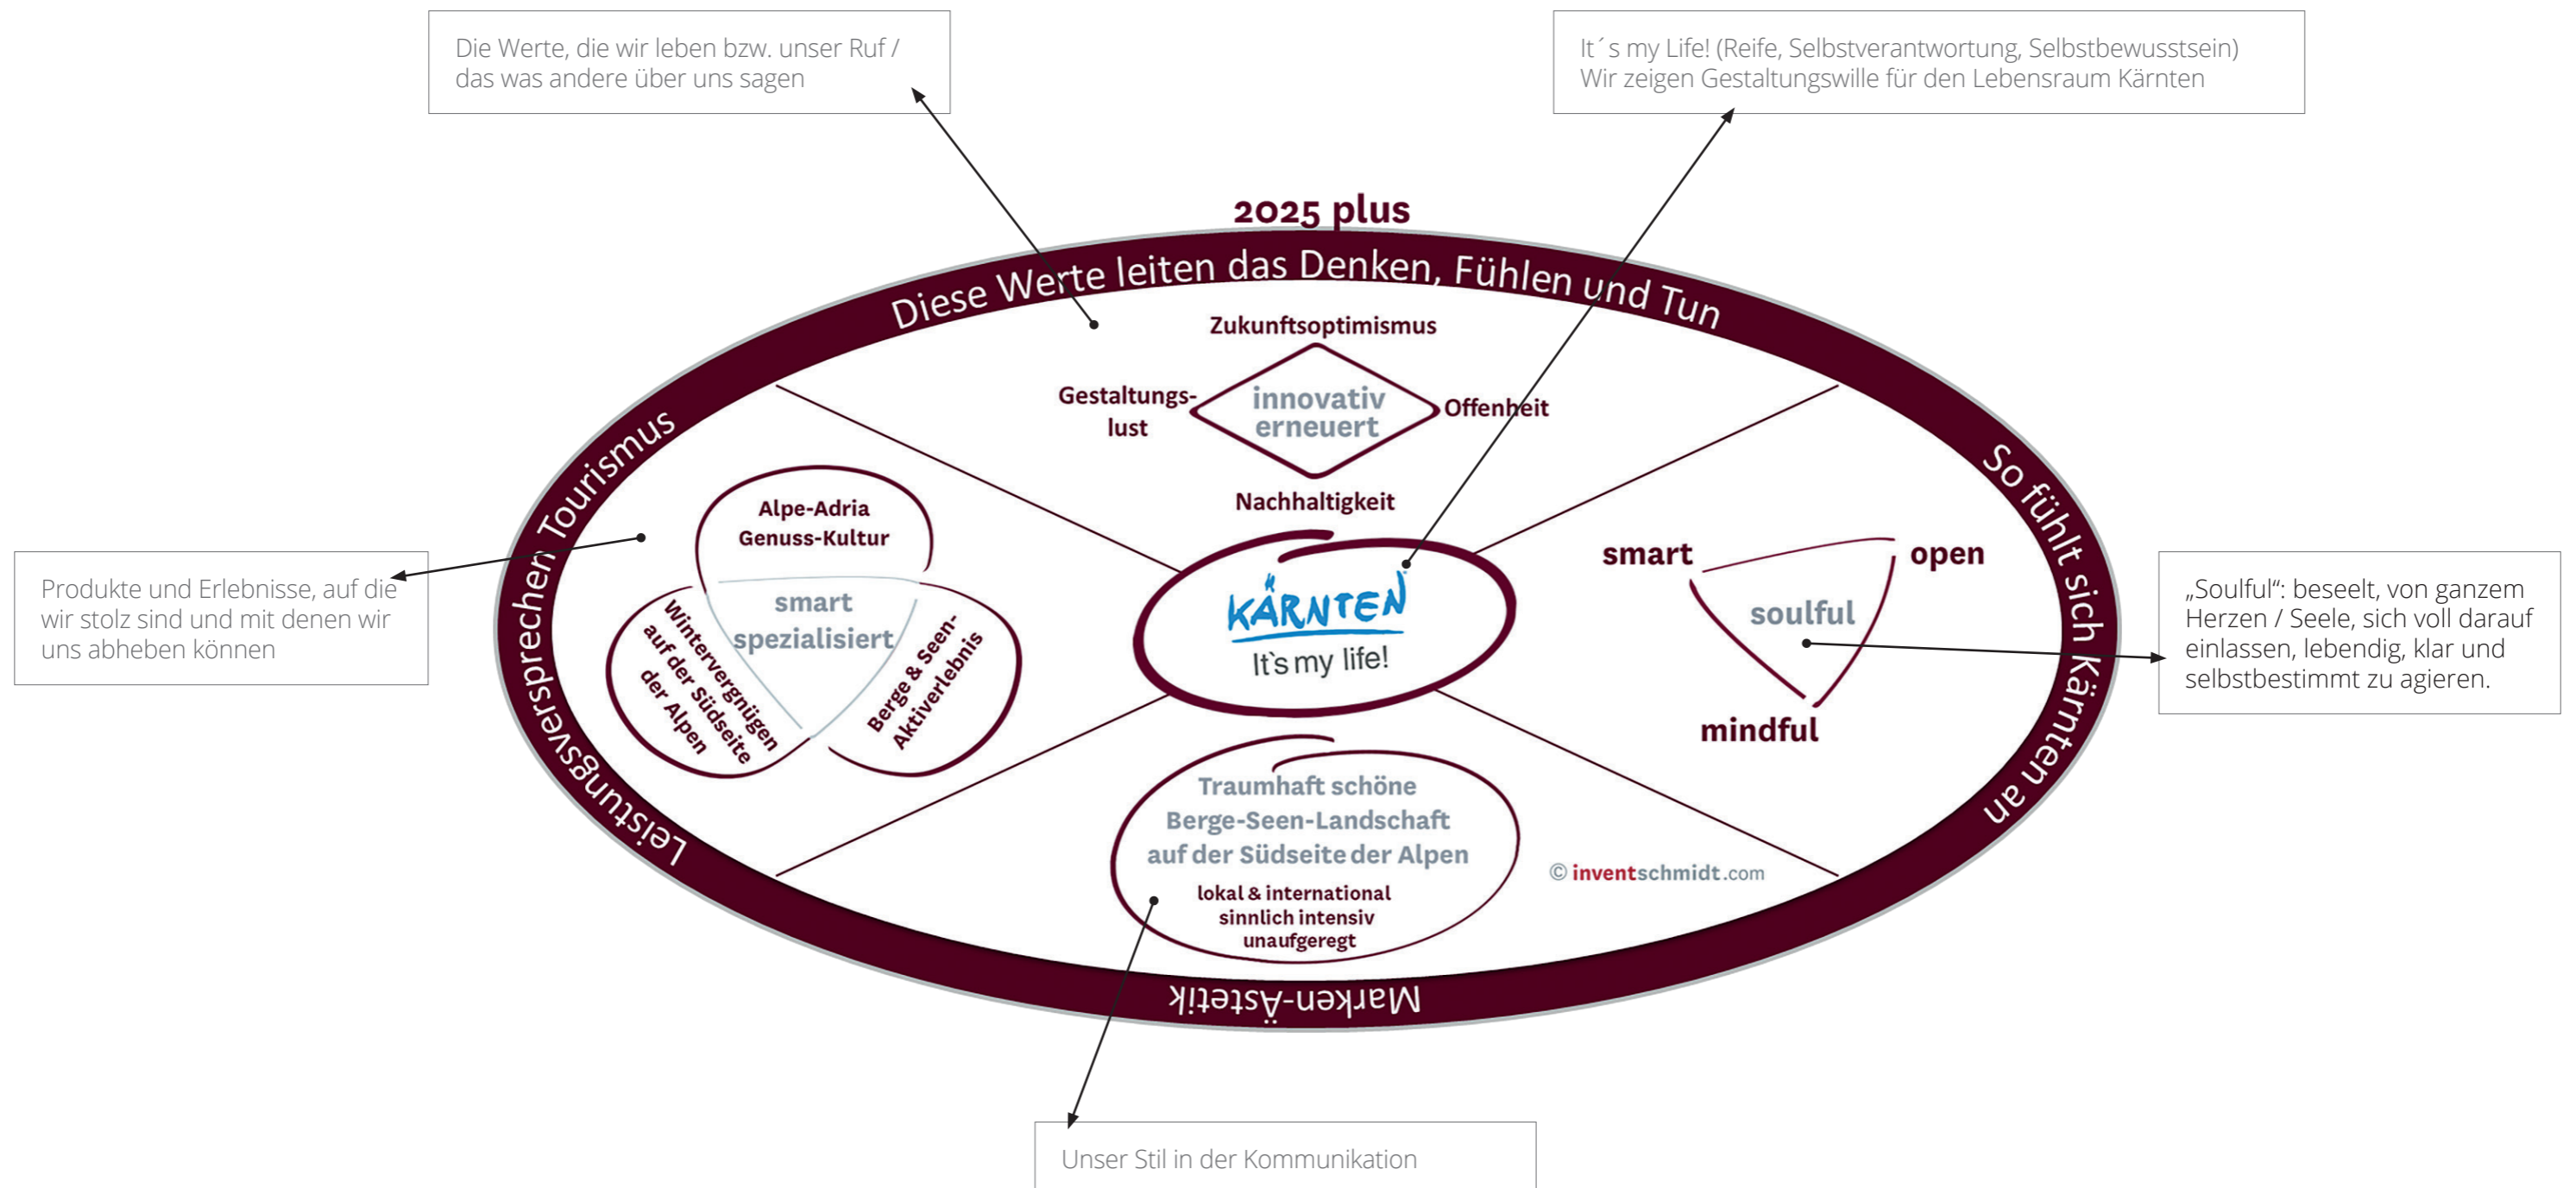 Die Werte, die wir leben bzw. unser Ruf /
das was andere über uns sagen
It´s my Life! (Reife, Selbstverantwortung, Selbstbewusstsein)
Wir zeigen Gestaltungswille für den Lebensraum Kärnten
2025 plus
Diese Werte leiten das Denken, Fühlen und Tun
Zukunftsoptimismus
Gestaltungs-
lust
innovativ
erneuert
Offenheit
Nachhaltigkeit
Leistungsversprechen Tourismus
Alpe-Adria
Genuss-Kultur
smart
spezialisiert
Wintervergnügen
auf der Südseite
der Alpen
Berge & Seen-
Aktiverlebnis
Produkte und Erlebnisse, auf die
wir stolz sind und mit denen wir
uns abheben können
KÄRNTEN
It`s my life!
So fühlt sich Kärnten an
smart
open
soulful
mindful
„Soulful“: beseelt, von ganzem
Herzen / Seele, sich voll darauf
einlassen, lebendig, klar und
selbstbestimmt zu agieren.
Traumhaft schöne
Berge-Seen-Landschaft
auf der Südseite der Alpen
lokal & international
sinnlich intensiv
unaufgeregt
© inventschmidt.com
Marken-Ästetik
Unser Stil in der Kommunikation